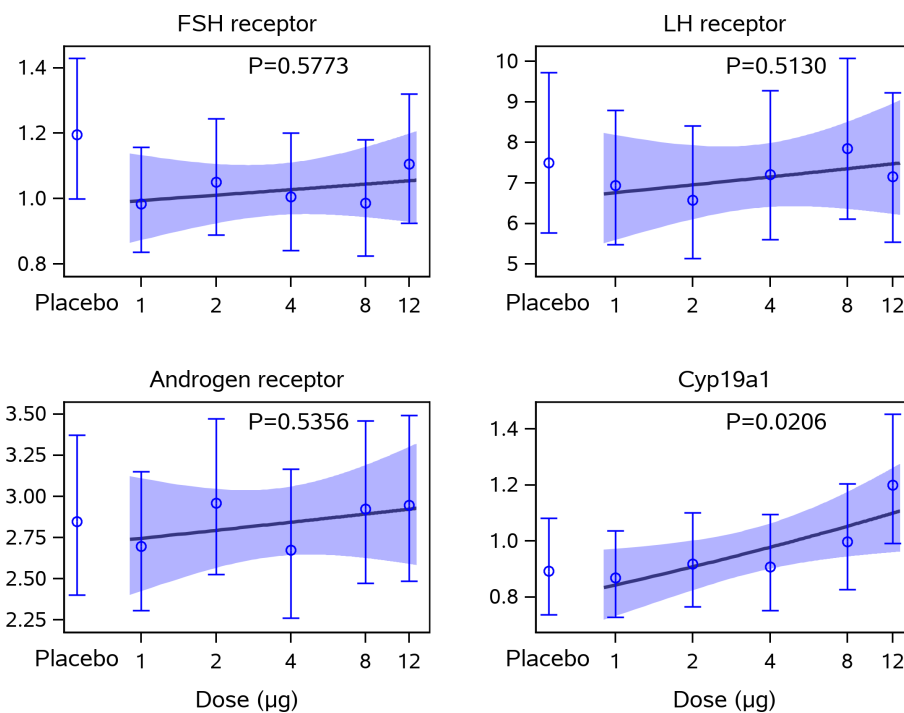 FSH receptor
P=0.5773
1.4
1.2
1.0
0.8
Placebo 1 2 4 8 12
LH receptor
P=0.5130
10
9
8
7
6
5
Placebo 1 2 4 8 12
Androgen receptor
P=0.5356
3.50
3.25
3.00
2.75
2.50
2.25
Placebo 1 2 4 8 12
Dose (µg)
Cyp19a1
P=0.0206
1.4
1.2
1.0
0.8
Placebo 1 2 4 8 12
Dose (µg)